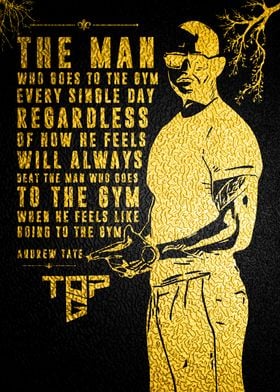 THE MAN
WHO GOES TO THE GYM
EVERY SINGLE DAY
REGARDLESS
OF HOW HE FEELS
WILL ALWAYS
BEAT THE MAN WHO GOES
TO THE GYM
WHEN HE FEELS LIKE
GOING TO THE GYM
ANDREW TATE
TOP
G